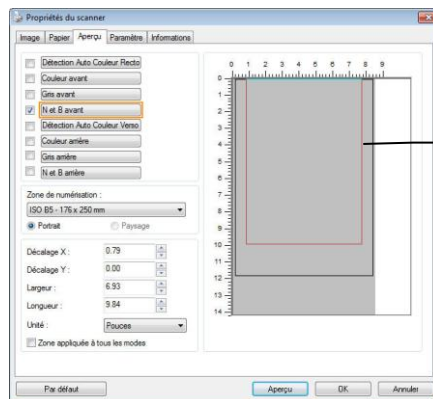 Propriétés du scanner
Image Papier Aperçu Paramètre Informations
Détection Auto Couleur Recto
Couleur avant
Gris avant
N et B avant
Détection Auto Couleur Verso
Couleur arrière
Gris arrière
N et B arrière
Zone de numérisation :
ISO B5 - 176 x 250 mm
Portrait Paysage
Décalage X : 0.79
Décalage Y : 0.00
Largeur : 6.93
Longueur : 9.84
Unité : Pouces
Zone appliquée à tous les modes
0 1 2 3 4 5 6 7 8 9
0
1
2
3
4
5
6
7
8
9
10
11
12
13
14
Par défaut Aperçu OK Annuler